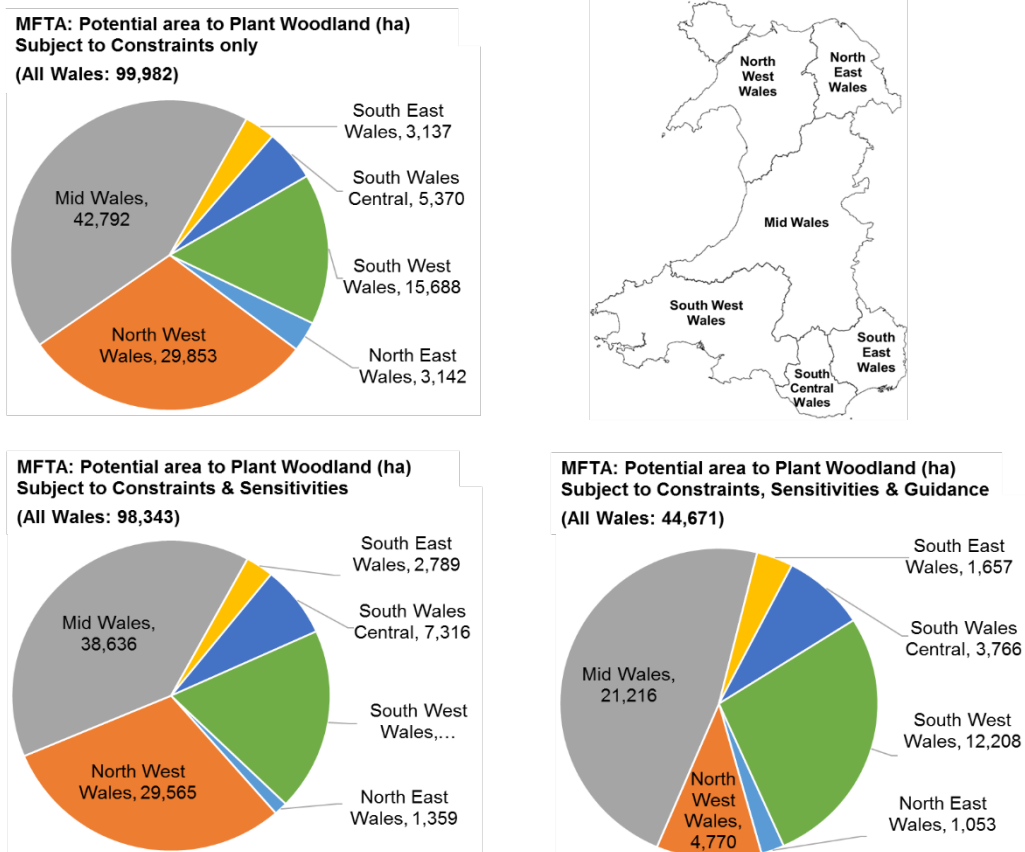 MFTA: Potential area to Plant Woodland (ha)
Subject to Constraints only
(All Wales: 99,982)
South East
Wales, 3,137
South Wales
Central, 5,370
Mid Wales,
42,792
South West
Wales, 15,688
North West
Wales, 29,853
North East
Wales, 3,142
North
West
Wales
North
East
Wales
Mid Wales
South West
Wales
South
East
Wales
South
Central
Wales
MFTA: Potential area to Plant Woodland (ha)
Subject to Constraints & Sensitivities
(All Wales: 98,343)
South East
Wales, 2,789
South Wales
Central, 7,316
Mid Wales,
38,636
South West
Wales,...
North West
Wales, 29,565
North East
Wales, 1,359
MFTA: Potential area to Plant Woodland (ha)
Subject to Constraints, Sensitivities & Guidance
(All Wales: 44,671)
South East
Wales, 1,657
South Wales
Central, 3,766
Mid Wales,
21,216
South West
Wales, 12,208
North
West
Wales,
4,770
North East
Wales, 1,053